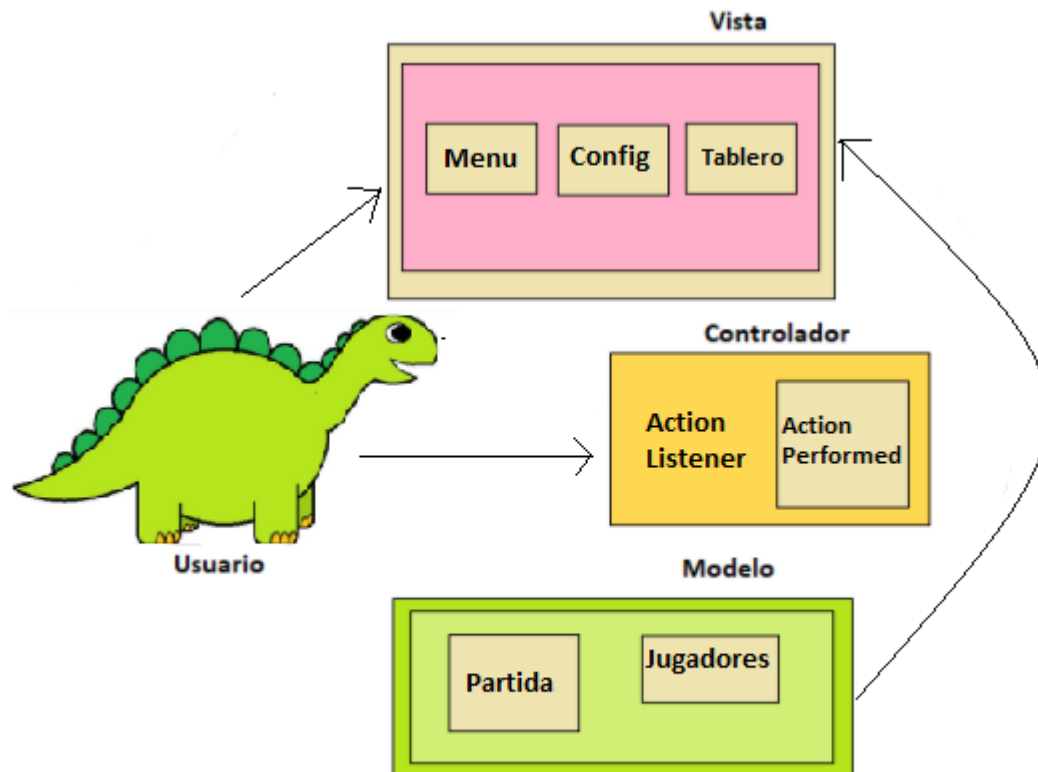 Vista
Menu
Config
Tablero
Controlador
Action
Listener
Action
Performed
Usuario
Modelo
Partida
Jugadores